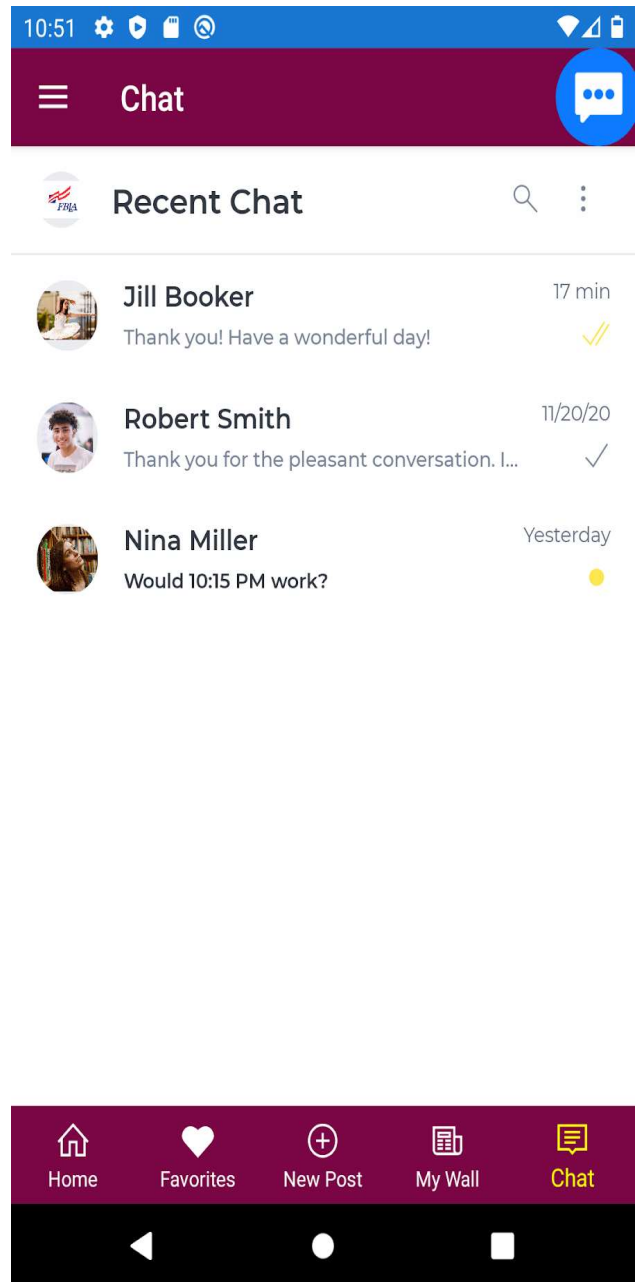 10:51
Chat
FBLA
Recent Chat
Jill Booker
17 min
Thank you! Have a wonderful day!
Robert Smith
11/20/20
Thank you for the pleasant conversation. I...
Nina Miller
Yesterday
Would 10:15 PM work?
Home
Favorites
New Post
My Wall
Chat